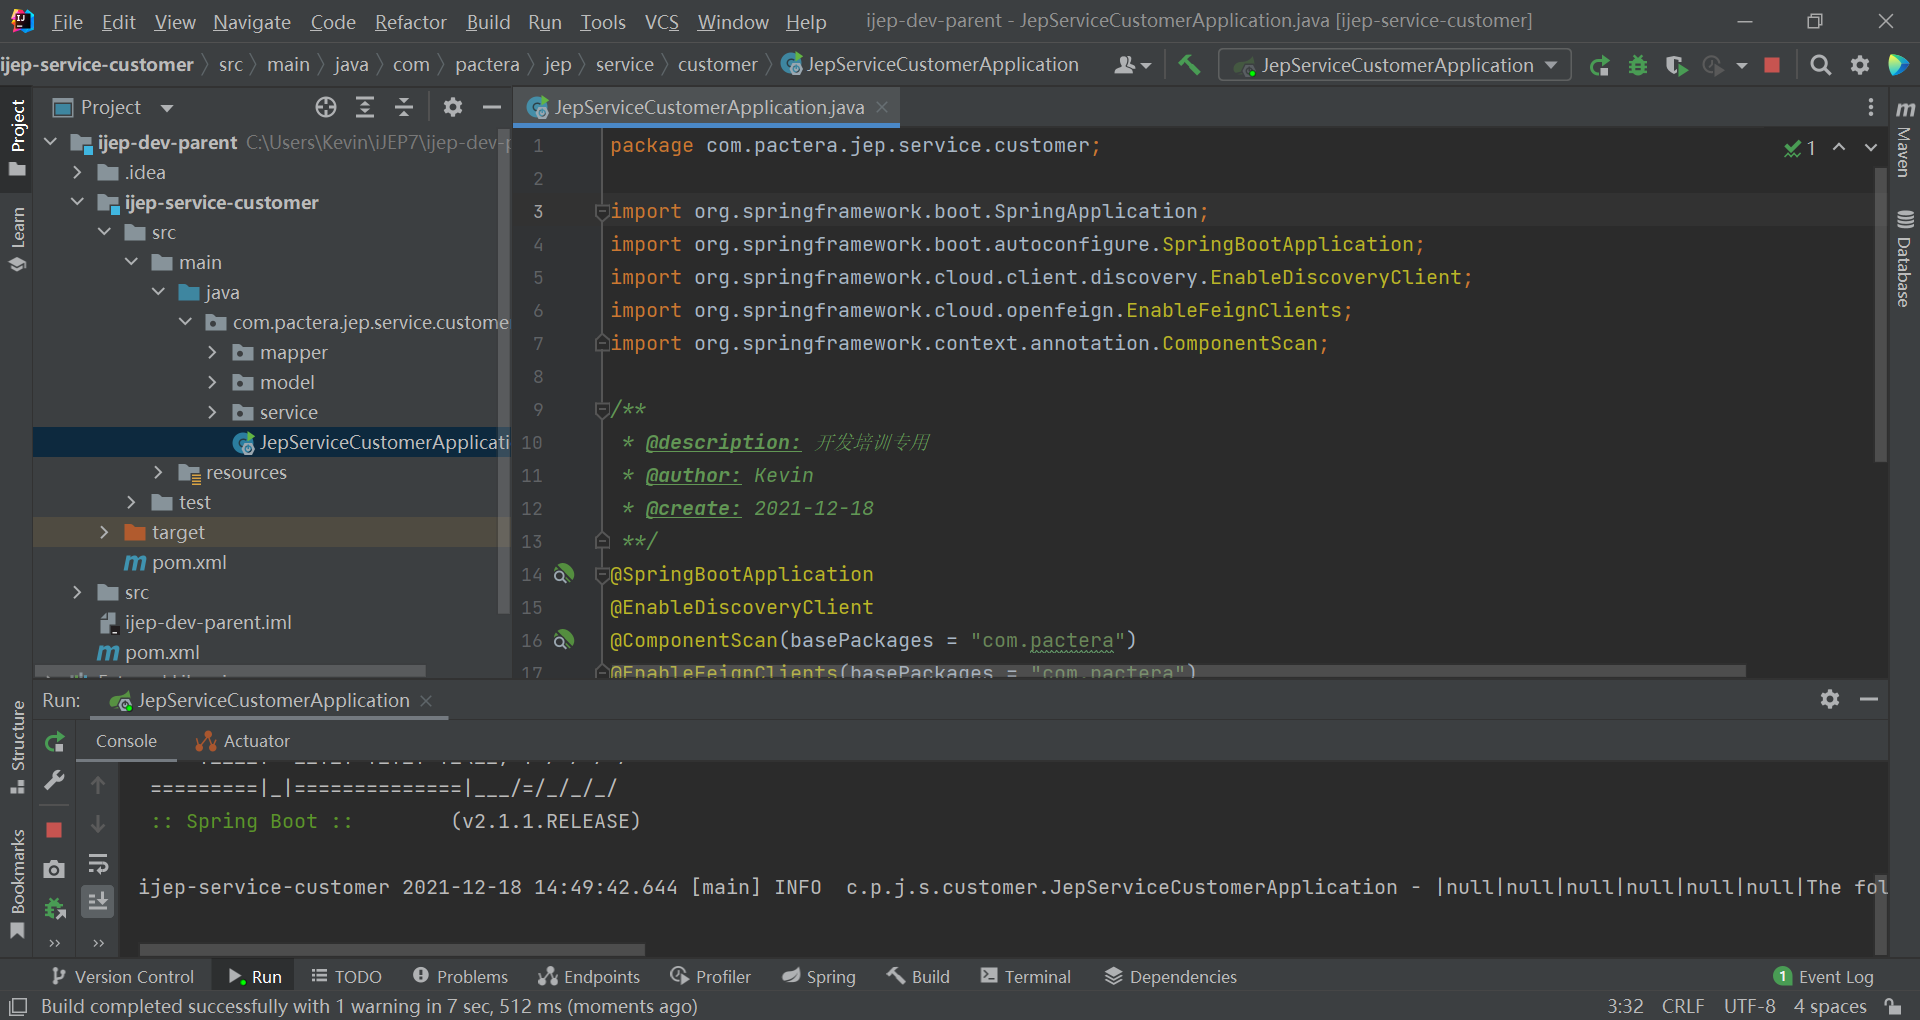 File Edit View Navigate Code Refactor Build Run Tools VCS Window Help ijep-dev-parent - JepServiceCustomerApplication.java [ijep-service-customer]
ijep-service-customer src main java com pactera jep service customer JepServiceCustomerApplication JepServiceCustomerApplication
Project
JepServiceCustomerApplication.java
Project
Learn
Structure
Bookmarks
ijep-dev-parent C:\Users\Kevin\iJEP7\ijep-dev-p
.idea
ijep-service-customer
src
main
java
com.pactera.jep.service.custome
mapper
model
service
JepServiceCustomerApplicati
resources
test
target
pom.xml
src
ijep-dev-parent.iml
pom.xml
1 package com.pactera.jep.service.customer;
2
3 import org.springframework.boot.SpringApplication;
4 import org.springframework.boot.autoconfigure.SpringBootApplication;
5 import org.springframework.cloud.client.discovery.EnableDiscoveryClient;
6 import org.springframework.cloud.openfeign.EnableFeignClients;
7 import org.springframework.context.annotation.ComponentScan;
8
9 /**
10 * @description: 开发培训专用
11 * @author: Kevin
12 * @create: 2021-12-18
13 **/
14 @SpringBootApplication
15 @EnableDiscoveryClient
16 @ComponentScan(basePackages = "com.pactera")
17 @EnableFeignClients(basePackages = "com.pactera")
1
Maven
Database
Run: JepServiceCustomerApplication
Console Actuator
=========|_|==============|___/=/_/_/_/
:: Spring Boot :: (v2.1.1.RELEASE)
ijep-service-customer 2021-12-18 14:49:42.644 [main] INFO c.p.j.s.customer.JepServiceCustomerApplication - |null|null|null|null|null|null|The fol
Version Control Run TODO Problems Endpoints Profiler Spring Build Terminal Dependencies 1 Event Log
Build completed successfully with 1 warning in 7 sec, 512 ms (moments ago) 3:32 CRLF UTF-8 4 spaces